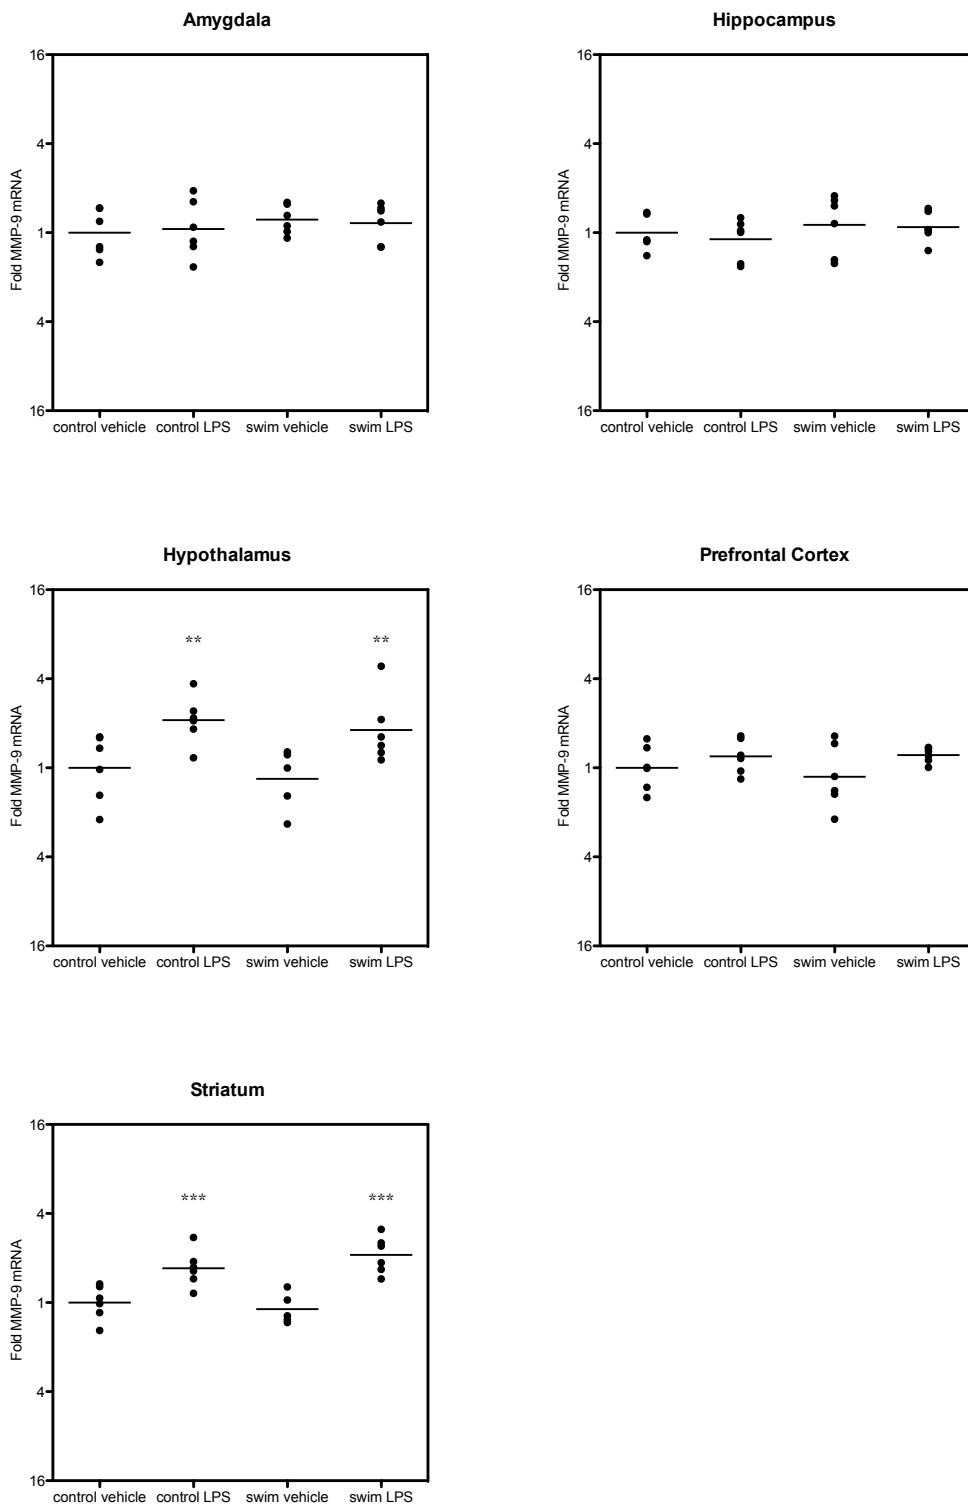 Amygdala
16
4
1
4
16
Fold MMP-9 mRNA
control vehicle control LPS swim vehicle swim LPS
Hippocampus
16
4
1
4
16
Fold MMP-9 mRNA
control vehicle control LPS swim vehicle swim LPS
Hypothalamus
16
** **
4
1
4
16
Fold MMP-9 mRNA
control vehicle control LPS swim vehicle swim LPS
Prefrontal Cortex
16
4
1
4
16
Fold MMP-9 mRNA
control vehicle control LPS swim vehicle swim LPS
Striatum
16
*** ***
4
1
4
16
Fold MMP-9 mRNA
control vehicle control LPS swim vehicle swim LPS